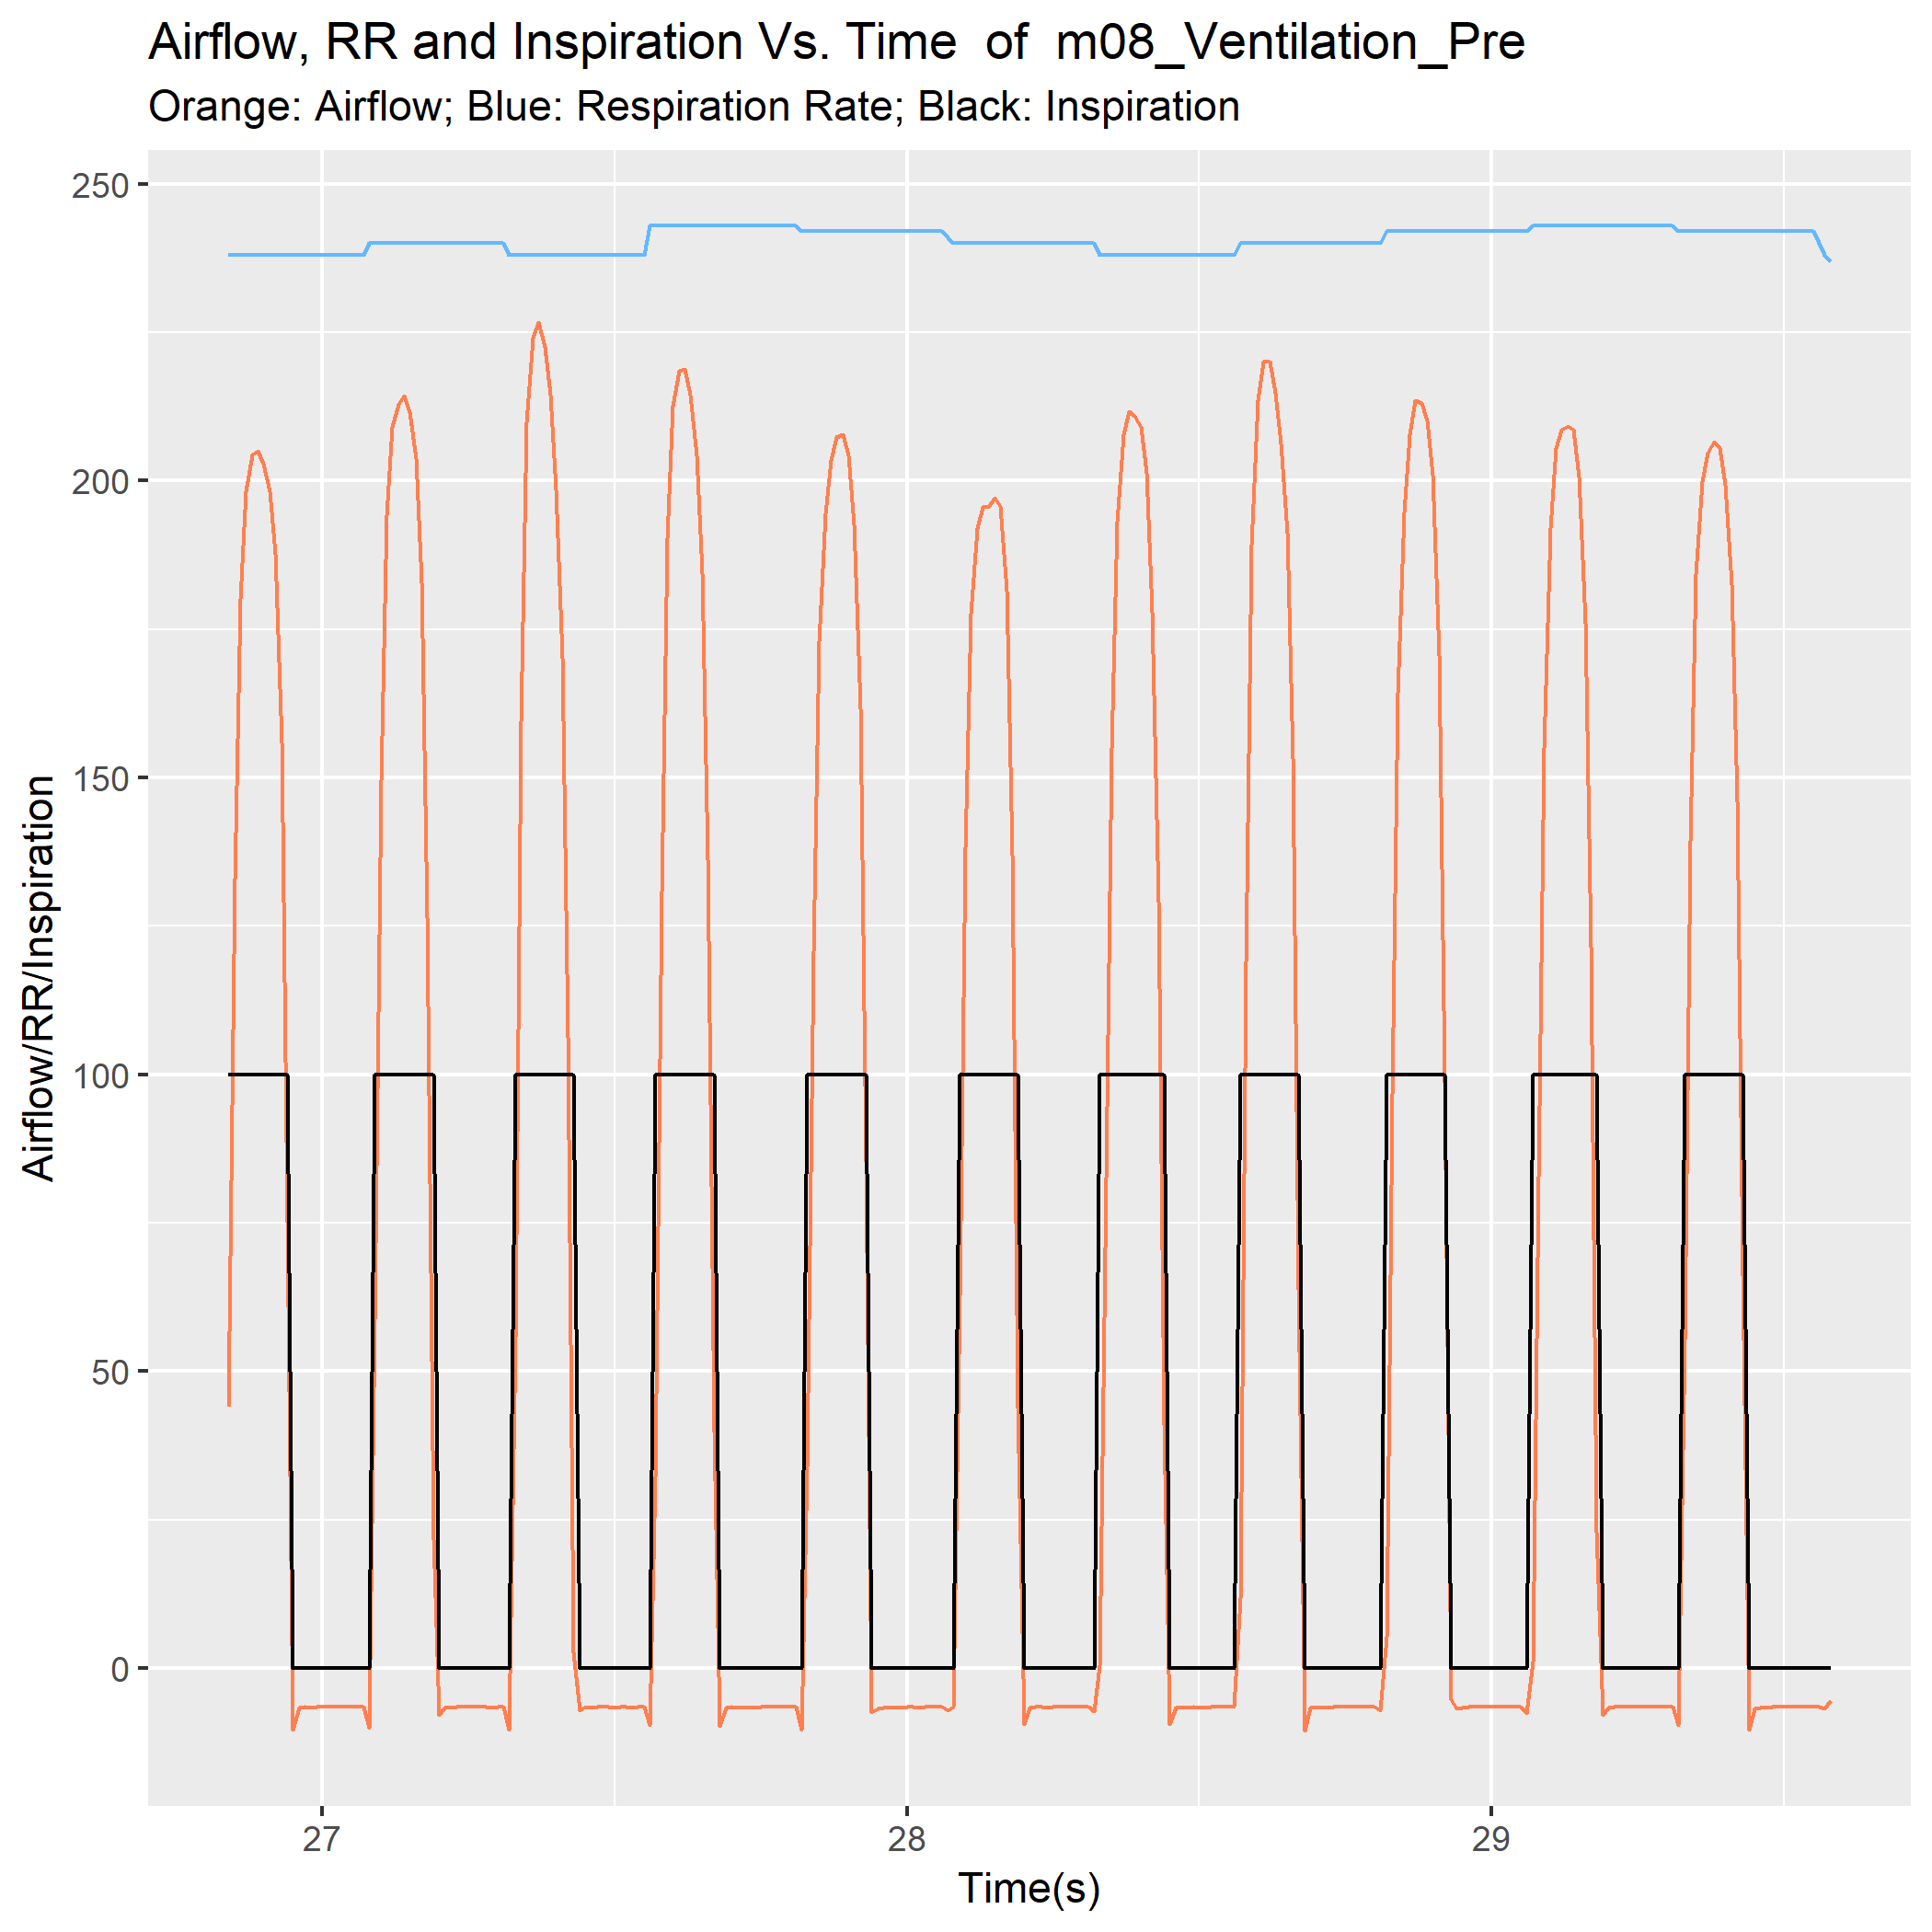 Airflow, RR and Inspiration Vs. Time  of  m08_Ventilation_Pre
Orange: Airflow; Blue: Respiration Rate; Black: Inspiration
250
200
150
100
50
0
Airflow/RR/Inspiration
27 28 29
Time(s)